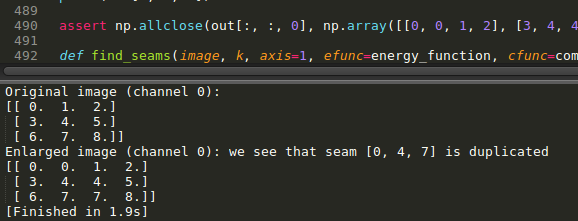 489
490 assert np.allclose(out[:, :, 0], np.array([[0, 0, 1, 2], [3, 4, 4
491
492 def find_seams(image, k, axis=1, efunc=energy_function, cfunc=com
Original image (channel 0):
[[ 0.  1.  2.]
 [ 3.  4.  5.]
 [ 6.  7.  8.]]
Enlarged image (channel 0): we see that seam [0, 4, 7] is duplicated
[[ 0.  0.  1.  2.]
 [ 3.  4.  4.  5.]
 [ 6.  7.  7.  8.]]
[Finished in 1.9s]